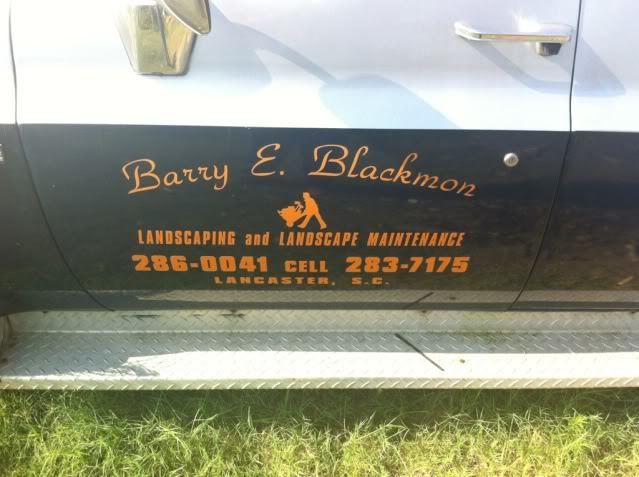 Barry E. Blackmon
LANDSCAPING and LANDSCAPE MAINTENANCE
286-0041 CELL 283-7175
LANCASTER, S.C.